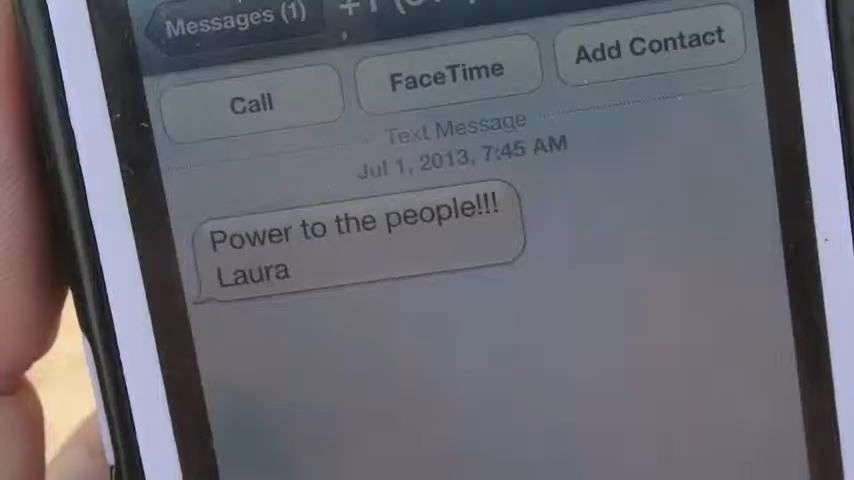 Messages (1)
Call
FaceTime
Add Contact
Text Message
Jul 1, 2013, 7:45 AM
Power to the people!!!
Laura